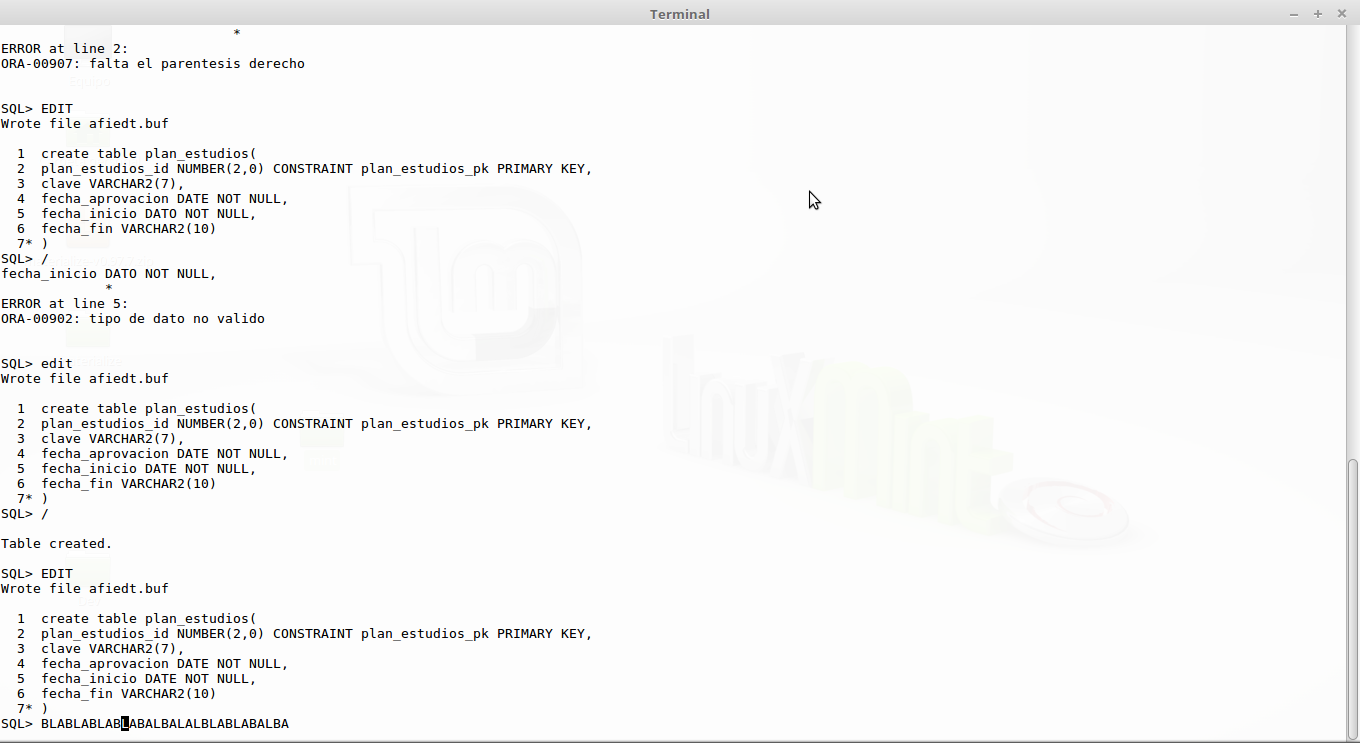 Terminal
*
ERROR at line 2:
ORA-00907: falta el parentesis derecho
SQL> EDIT
Wrote file afiedt.buf
1 create table plan_estudios(
2 plan_estudios_id NUMBER(2,0) CONSTRAINT plan_estudios_pk PRIMARY KEY,
3 clave VARCHAR2(7),
4 fecha_aprovacion DATE NOT NULL,
5 fecha_inicio DATO NOT NULL,
6 fecha_fin VARCHAR2(10)
7* )
SQL> /
fecha_inicio DATO NOT NULL,
*
ERROR at line 5:
ORA-00902: tipo de dato no valido
SQL> edit
Wrote file afiedt.buf
1 create table plan_estudios(
2 plan_estudios_id NUMBER(2,0) CONSTRAINT plan_estudios_pk PRIMARY KEY,
3 clave VARCHAR2(7),
4 fecha_aprovacion DATE NOT NULL,
5 fecha_inicio DATE NOT NULL,
6 fecha_fin VARCHAR2(10)
7* )
SQL> /
Table created.
SQL> EDIT
Wrote file afiedt.buf
1 create table plan_estudios(
2 plan_estudios_id NUMBER(2,0) CONSTRAINT plan_estudios_pk PRIMARY KEY,
3 clave VARCHAR2(7),
4 fecha_aprovacion DATE NOT NULL,
5 fecha_inicio DATE NOT NULL,
6 fecha_fin VARCHAR2(10)
7* )
SQL> BLABLABLABLABALBALALBLABLABALBA
LinuxMint